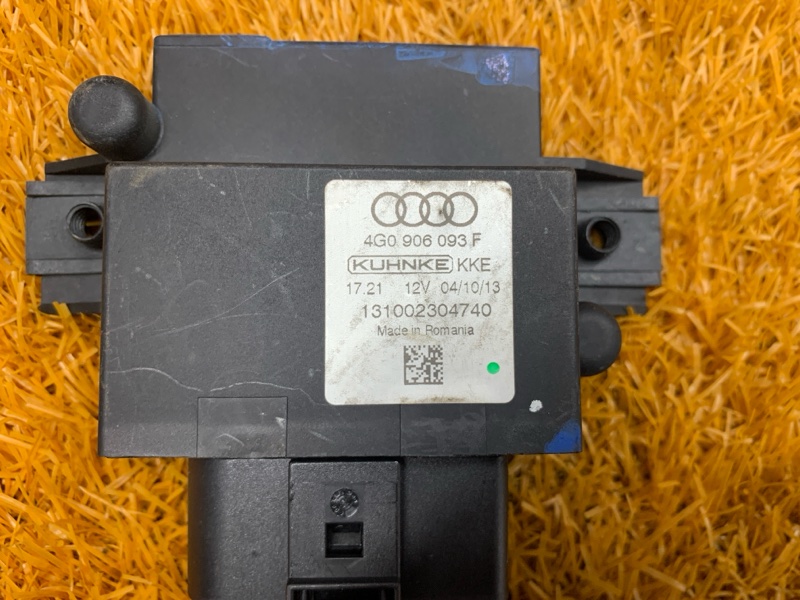 4G0 906 093 F
KUHNKE KKE
17.21 12V 04/10/13
131002304740
Made in Romania